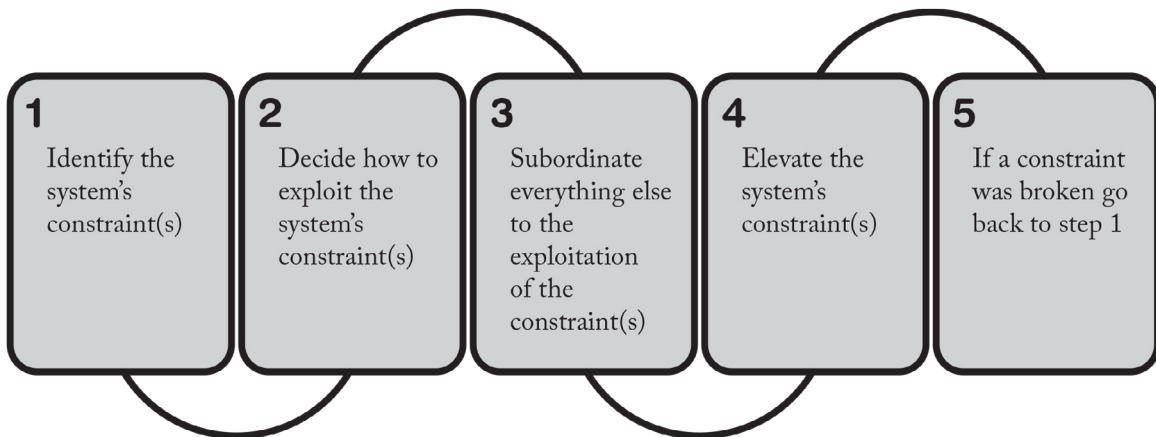 1
Identify the
system’s
constraint(s)
2
Decide how to
exploit the
system’s
constraint(s)
3
Subordinate
everything else
to the
exploitation
of the
constraint(s)
4
Elevate the
system’s
constraint(s)
5
If a constraint
was broken go
back to step 1